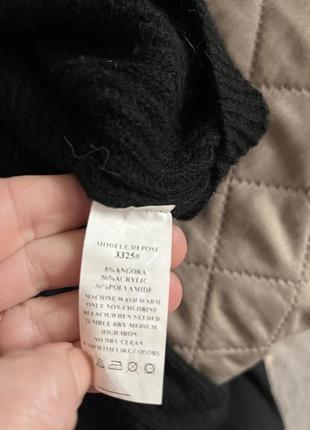 MODELE DEPOSE
3325#
8%ANGORA
56%ACRYLIC
36%POLYAMIDE
MACHINE WASH WARM
ONLY NON-CHLORINE
BLEACH,WHEN NEEDED
TUMBLE DRY MEDIUM
HIGH IRON
NO DRY CLEAN
WASH WITH LIKE COLORS